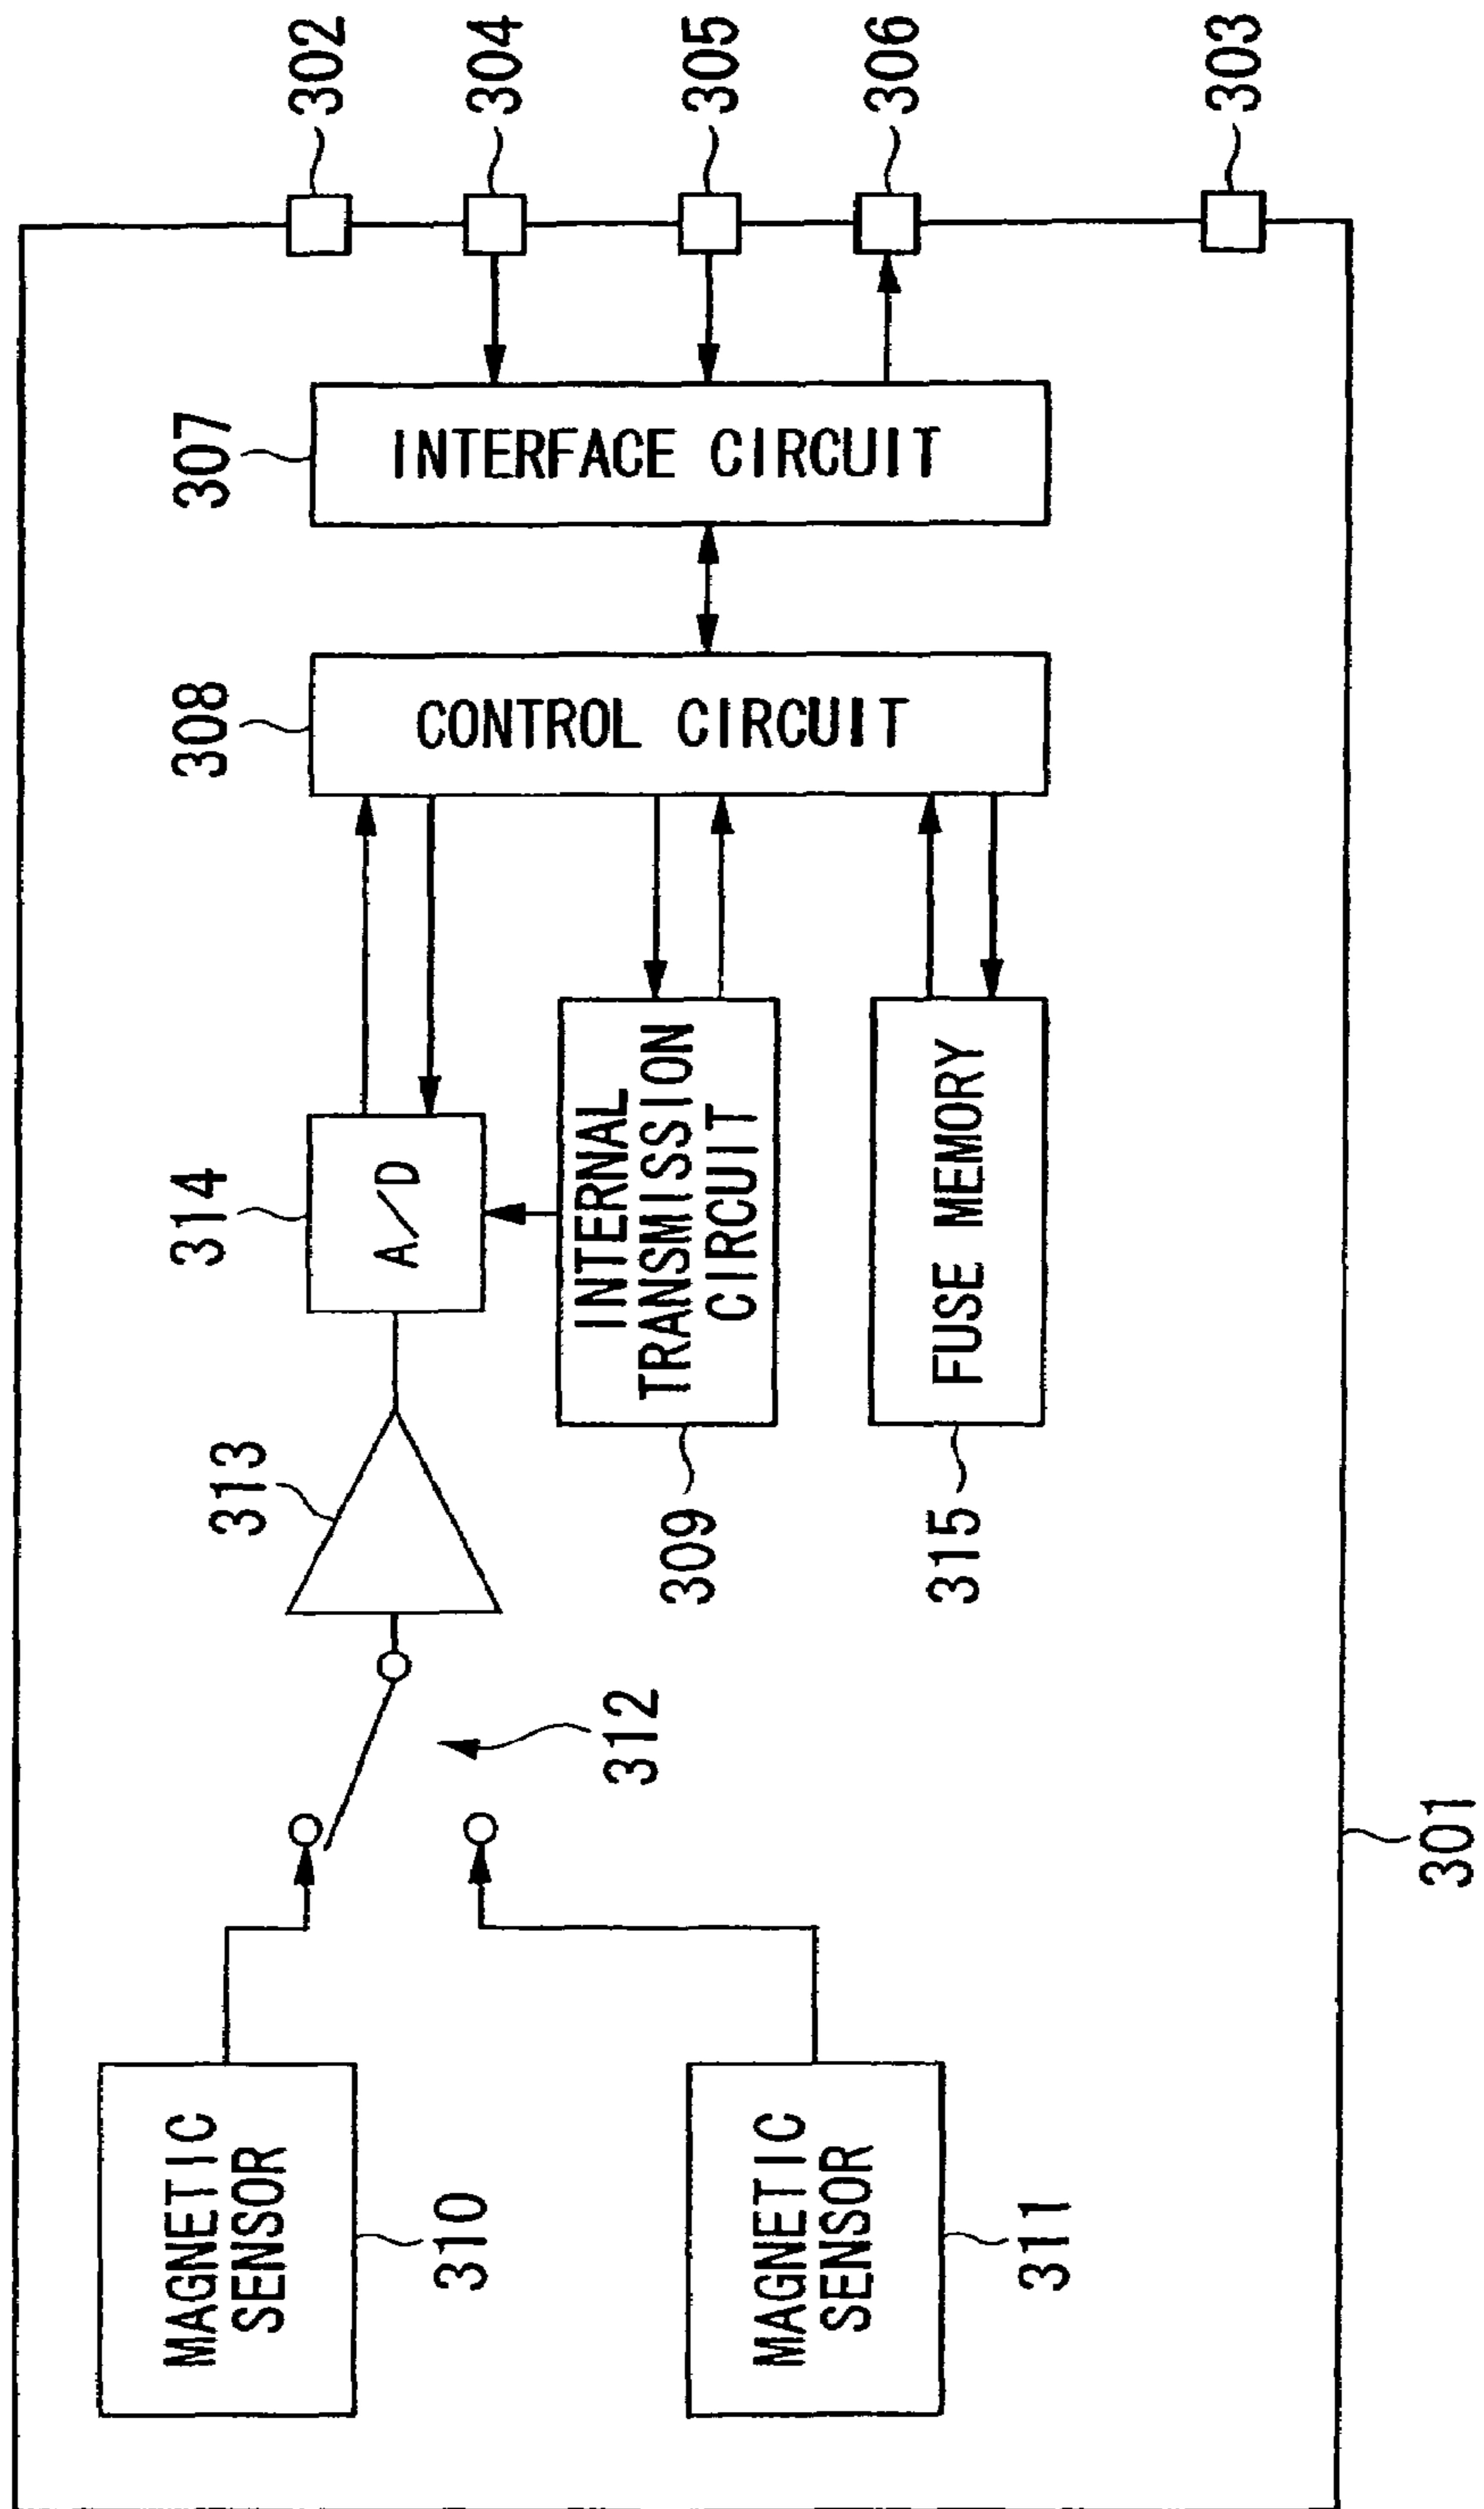 302
304
305
306
303
307
INTERFACE CIRCUIT
308
CONTROL CIRCUIT
314
A/D
INTERNAL
TRANSMISSION
CIRCUIT
309
FUSE MEMORY
315
313
312
MAGNETIC
SENSOR
310
MAGNETIC
SENSOR
311
301